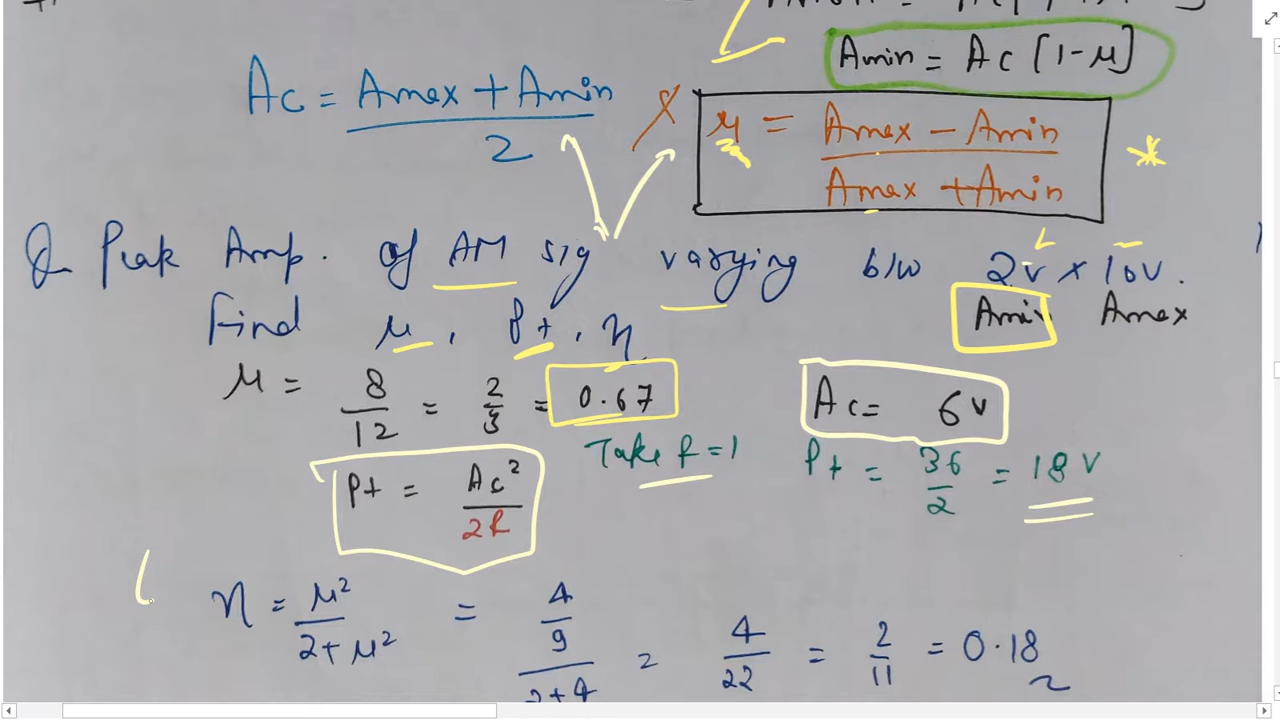 Amin = Ac [1-μ]
Ac = Amax + Amin / 2
μ = Amax - Amin / Amax + Amin
Q Peak Amp. of AM sig varying b/w 2v & 10v.
Amin Amax
Find μ, Pt, η
μ = 8/12 = 2/3 = 0.67
Ac = 6v
Take R=1
Pt = Ac² / 2R
Pt = 36/2 = 18 V
η = μ² / 2+μ² = 4/9 / 2+4 = 4/22 = 2/11 = 0.18